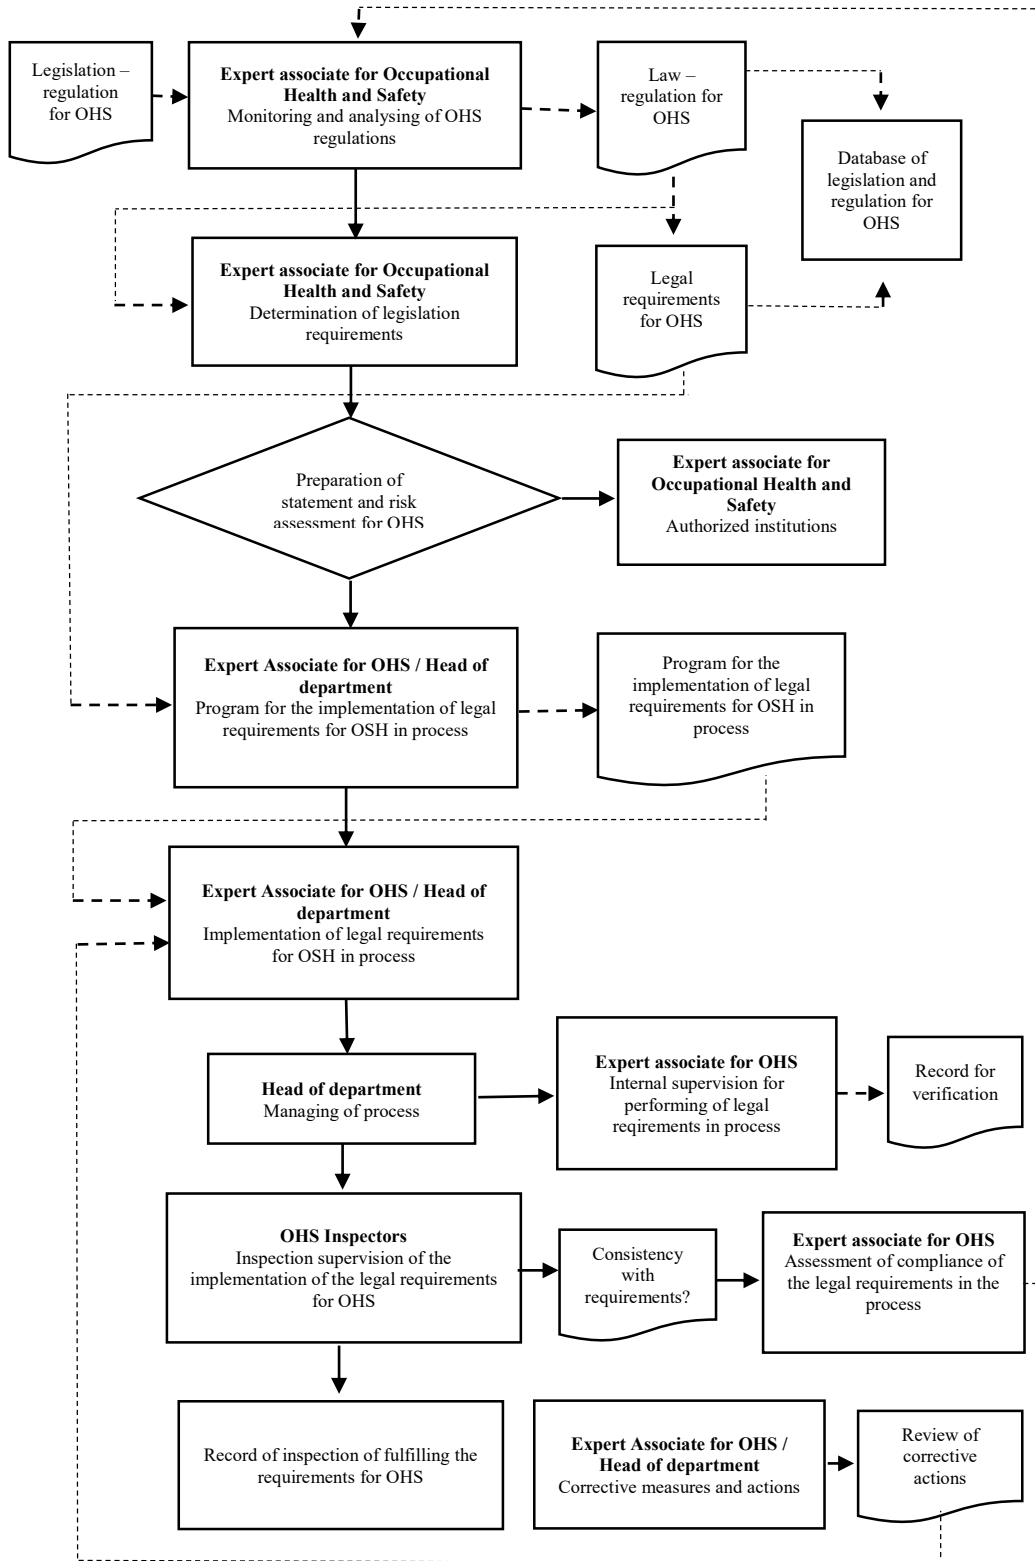 Legislation –
regulation
for OHS
Expert associate for Occupational
Health and Safety
Monitoring and analysing of OHS
regulations
Law –
regulation for
OHS
Database of
legislation and
regulation for
OHS
Expert associate for Occupational
Health and Safety
Determination of legislation
requirements
Legal
requirements
for OHS
Preparation of
statement and risk
assessment for OHS
Expert associate for
Occupational Health and
Safety
Authorized institutions
Expert Associate for OHS / Head of
department
Program for the implementation of legal
requirements for OSH in process
Program for the
implementation of legal
requirements for OSH in
process
Expert Associate for OHS / Head of
department
Implementation of legal requirements
for OSH in process
Head of department
Managing of process
Expert associate for OHS
Internal supervision for
performing of legal
reqirements in process
Record for
verification
OHS Inspectors
Inspection supervision of the
implementation of the legal requirements
for OHS
Consistency
with
requirements?
Expert associate for OHS
Assessment of compliance of
the legal requirements in the
process
Record of inspection of fulfilling the
requirements for OHS
Expert Associate for OHS /
Head of department
Corrective measures and actions
Review of
corrective
actions